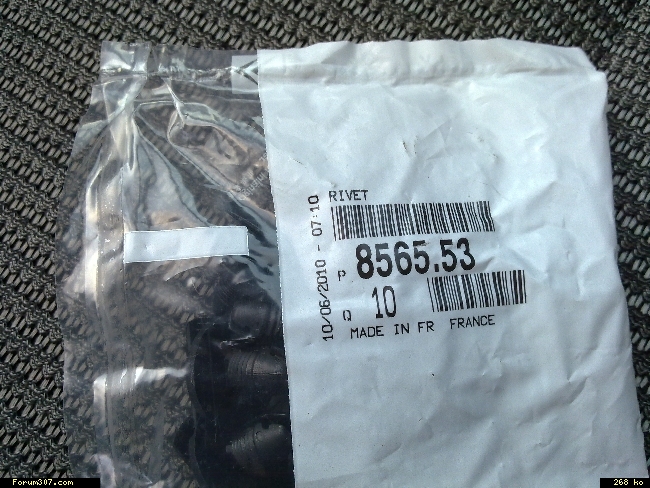 RIVET
10/06/2010 - 07:10
P 8565.53
Q 10
MADE IN FR FRANCE
Forum307.com
268 ko